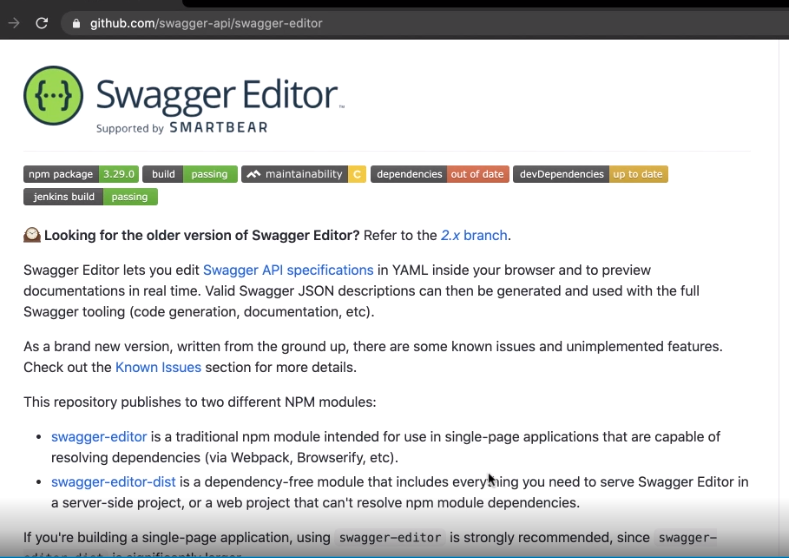 github.com/swagger-api/swagger-editor
{···} Swagger Editor™
Supported by SMARTBEAR
npm package 3.29.0 build passing maintainability C dependencies out of date devDependencies up to date
jenkins build passing
Looking for the older version of Swagger Editor? Refer to the 2.x branch.
Swagger Editor lets you edit Swagger API specifications in YAML inside your browser and to preview
documentations in real time. Valid Swagger JSON descriptions can then be generated and used with the full
Swagger tooling (code generation, documentation, etc).
As a brand new version, written from the ground up, there are some known issues and unimplemented features.
Check out the Known Issues section for more details.
This repository publishes to two different NPM modules:
• swagger-editor is a traditional npm module intended for use in single-page applications that are capable of
resolving dependencies (via Webpack, Browserify, etc).
• swagger-editor-dist is a dependency-free module that includes everything you need to serve Swagger Editor in
a server-side project, or a web project that can't resolve npm module dependencies.
If you're building a single-page application, using swagger-editor is strongly recommended, since swagger-
editor-dist is significantly larger.